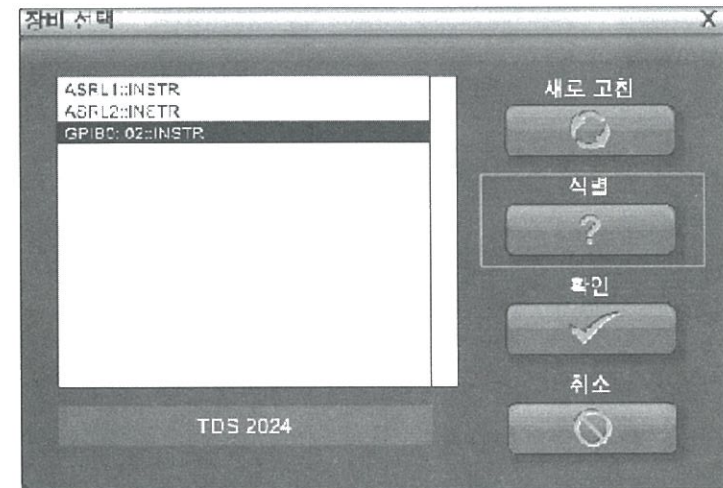 장비 선택
X
ASRL1::INSTR
ASRL2::INSTR
GPIB0::02::INSTR
새로 고친
식별
?
확인
취소
TDS 2024